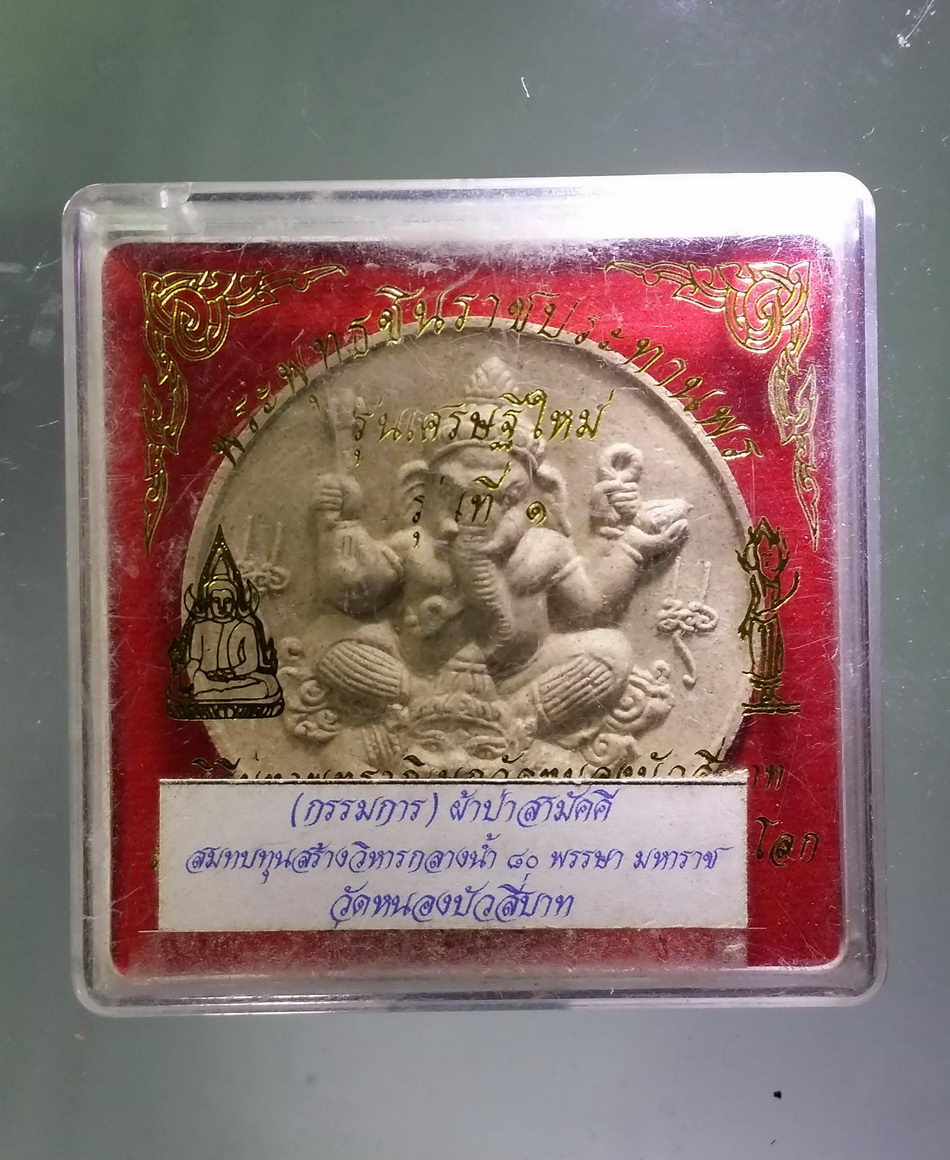 พระพุทธชินราชประทานพร
รุ่นเศรษฐีใหม่
รุ่นที่ ๑
(กรรมการ) ผ้าป่าสามัคคี
สมทบทุนสร้างวิหารกลางน้ำ ๘๐ พรรษา มหาราช
วัดหนองบัวสี่บาท